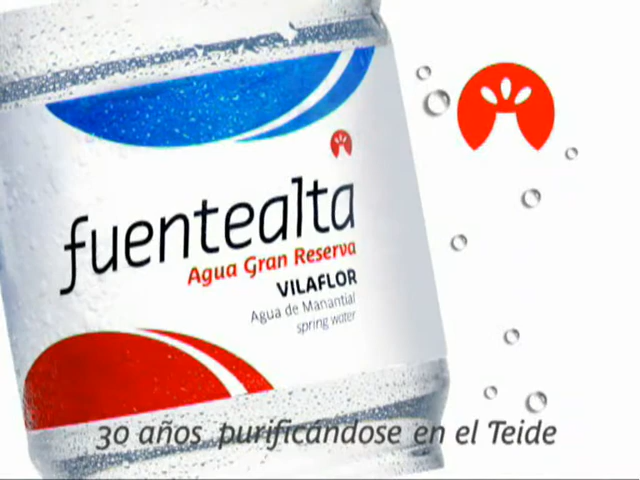 fuentealta
Agua Gran Reserva
VILAFLOR
Agua de Manantial
spring water
30 años purificándose en el Teide